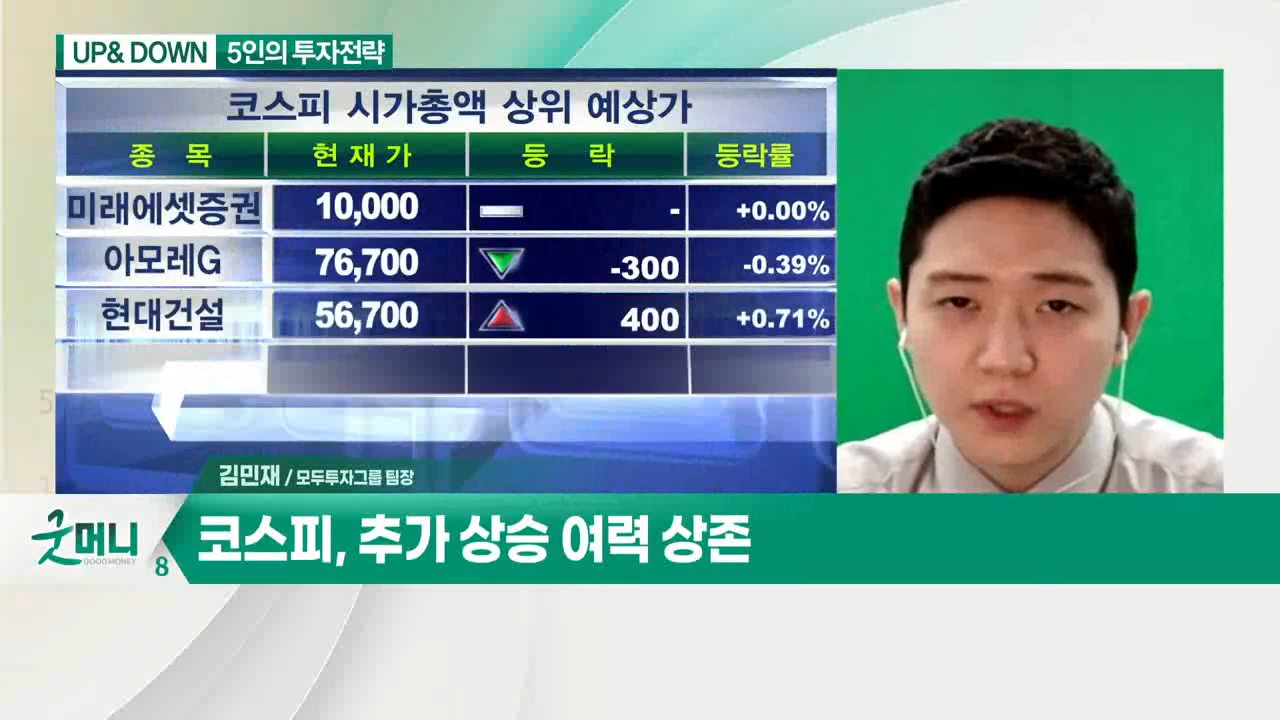 UP& DOWN 5인의 투자전략
코스피 시가총액 상위 예상가
종 목 현 재 가 등 락 등락률
미래에셋증권 10,000 - +0.00%
아모레G 76,700 -300 -0.39%
현대건설 56,700 400 +0.71%
김민재 / 모두투자그룹 팀장
굿머니
GOOD MONEY
8
코스피, 추가 상승 여력 상존